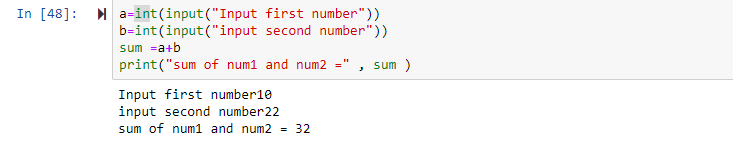 In [48]: a=int(input("Input first number"))
b=int(input("input second number"))
sum =a+b
print("sum of num1 and num2 =" , sum )
Input first number10
input second number22
sum of num1 and num2 = 32